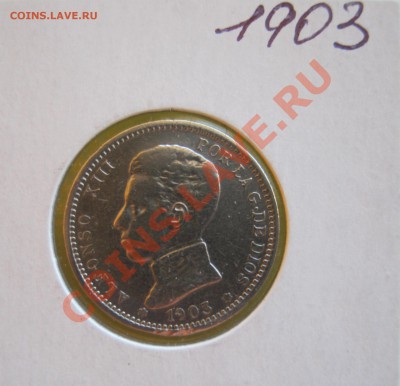 COINS.LAVE.RU
1903
ALFONSO XIII POR LA G. DE DIOS
* 1903 *
COINS.LAVE.RU